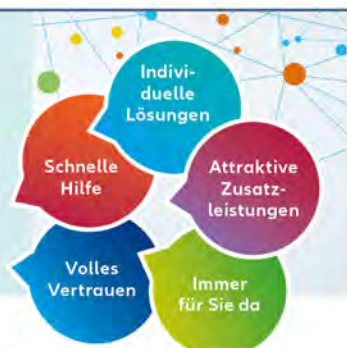 Indivi-
duelle
Lösungen
Schnelle
Hilfe
Attraktive
Zusatz-
leistungen
Volles
Vertrauen
Immer
für Sie da